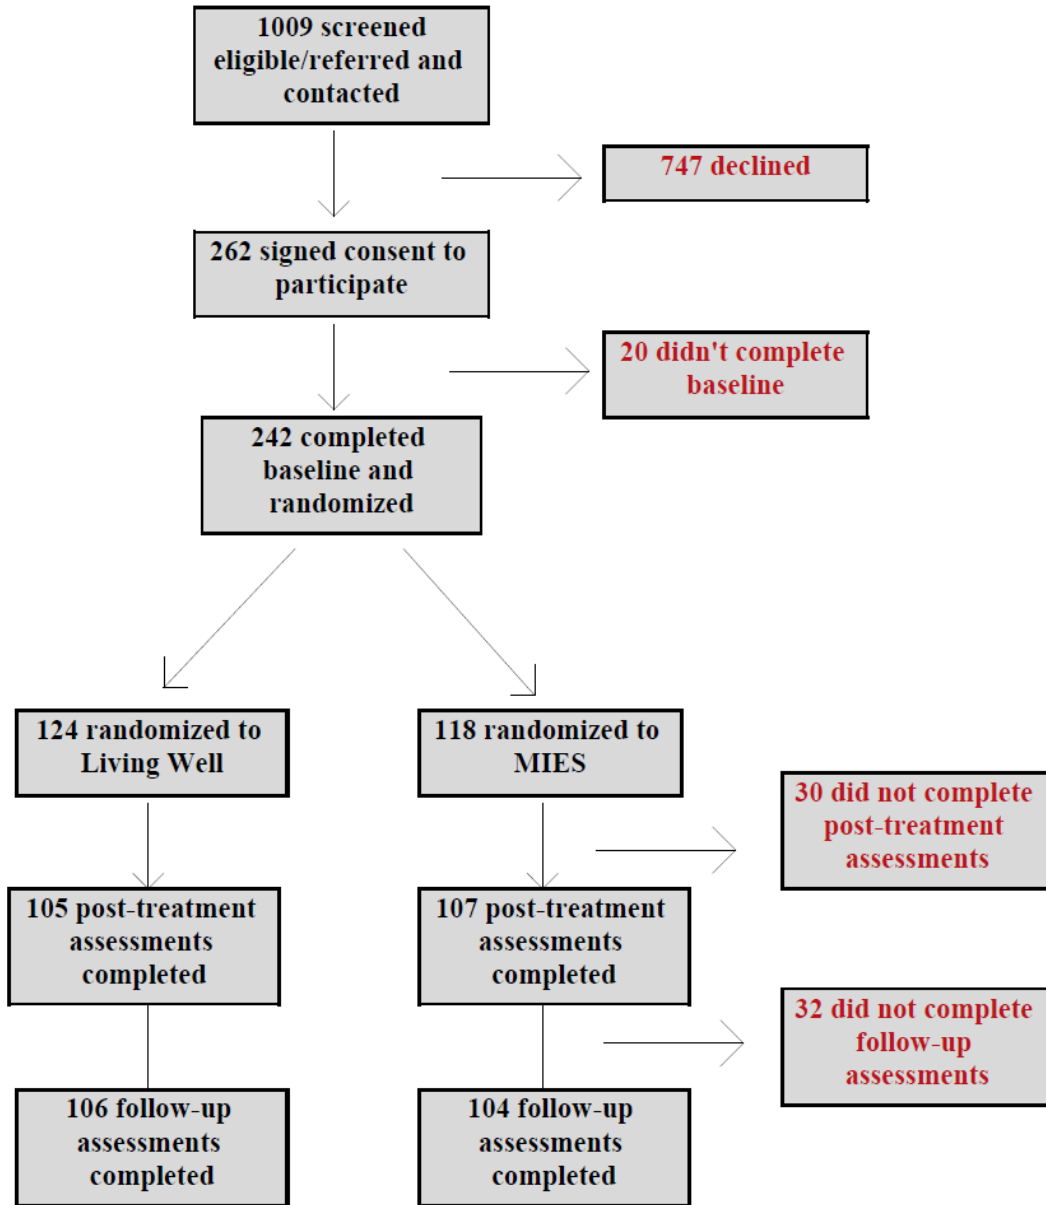 1009 screened
eligible/referred and
contacted
747 declined
262 signed consent to
participate
20 didn't complete
baseline
242 completed
baseline and
randomized
124 randomized to
Living Well
118 randomized to
MIES
30 did not complete
post-treatment
assessments
105 post-treatment
assessments
completed
107 post-treatment
assessments
completed
32 did not complete
follow-up
assessments
106 follow-up
assessments
completed
104 follow-up
assessments
completed